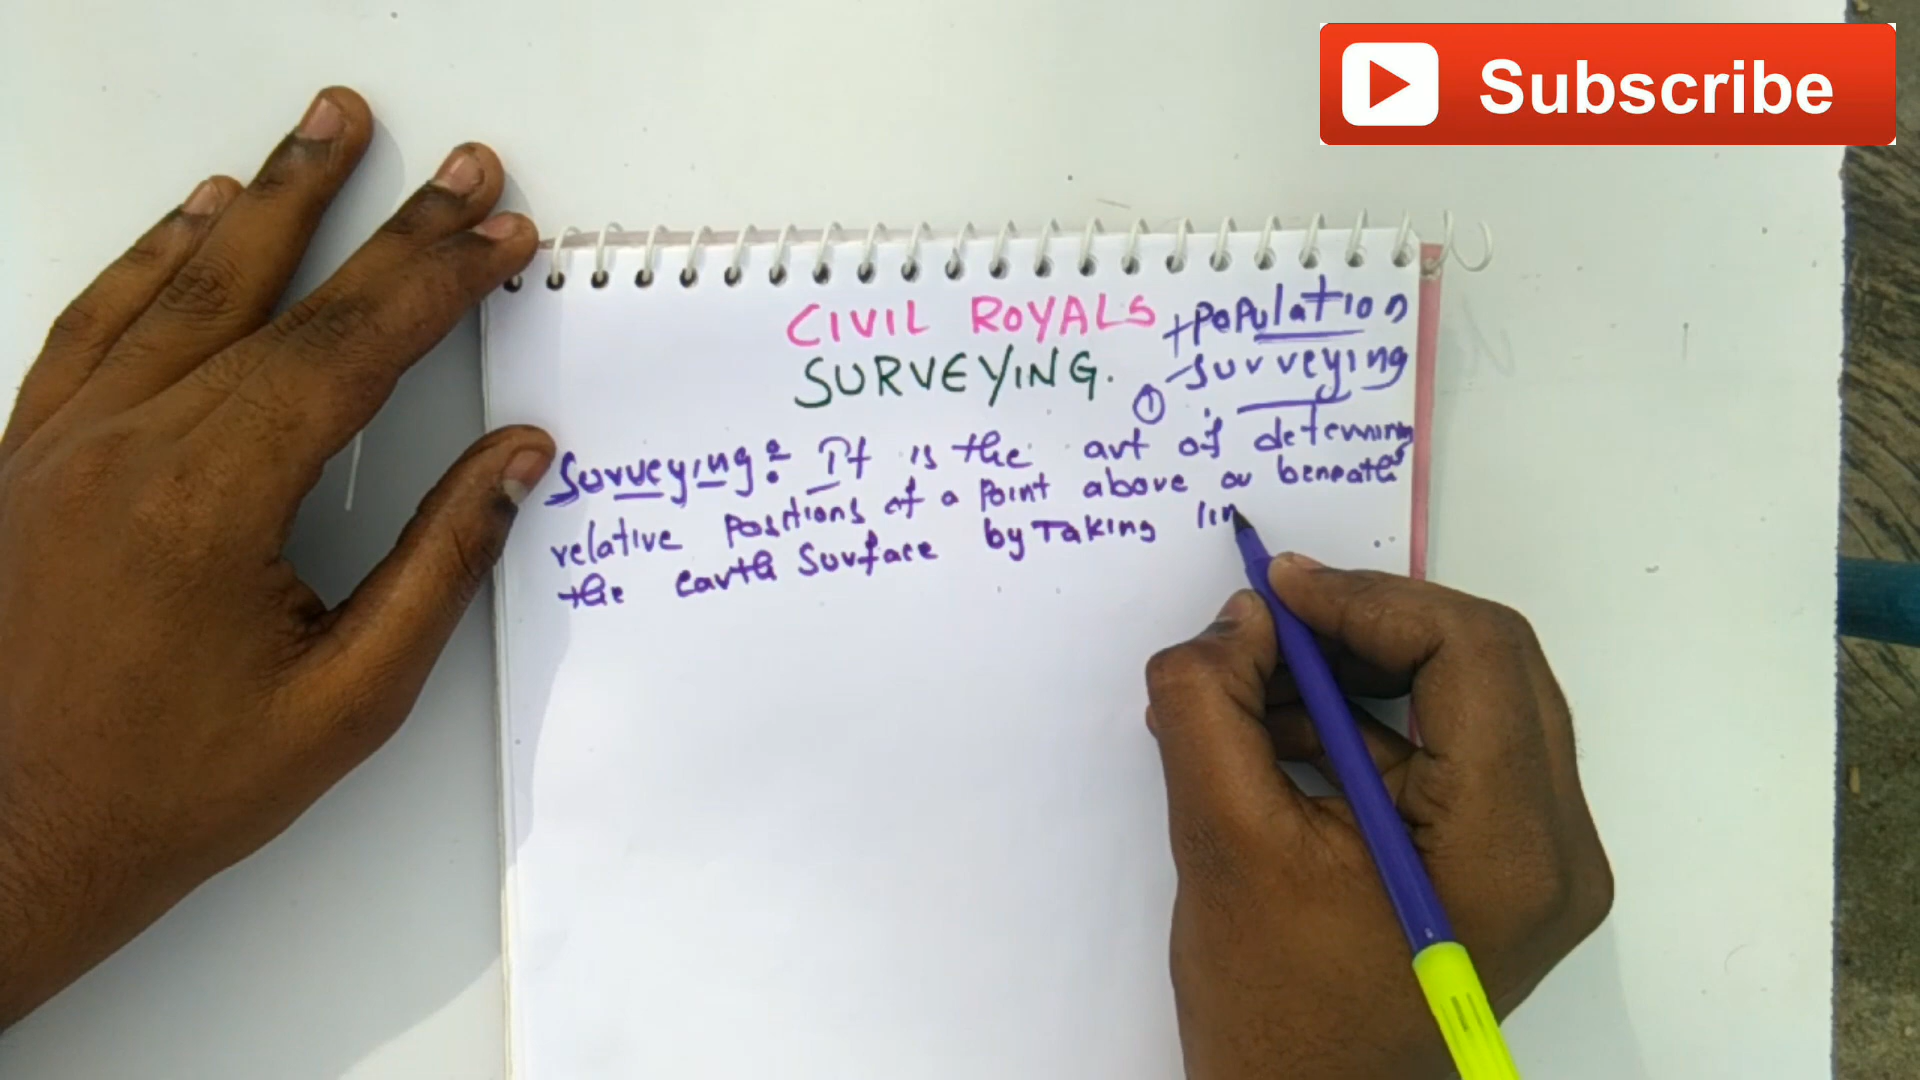 Subscribe
CIVIL ROYALS
SURVEYING.
+population
-surveying
①
Surveying: It is the art of determining
relative positions of a point above or beneath
the earth surface by Taking lin